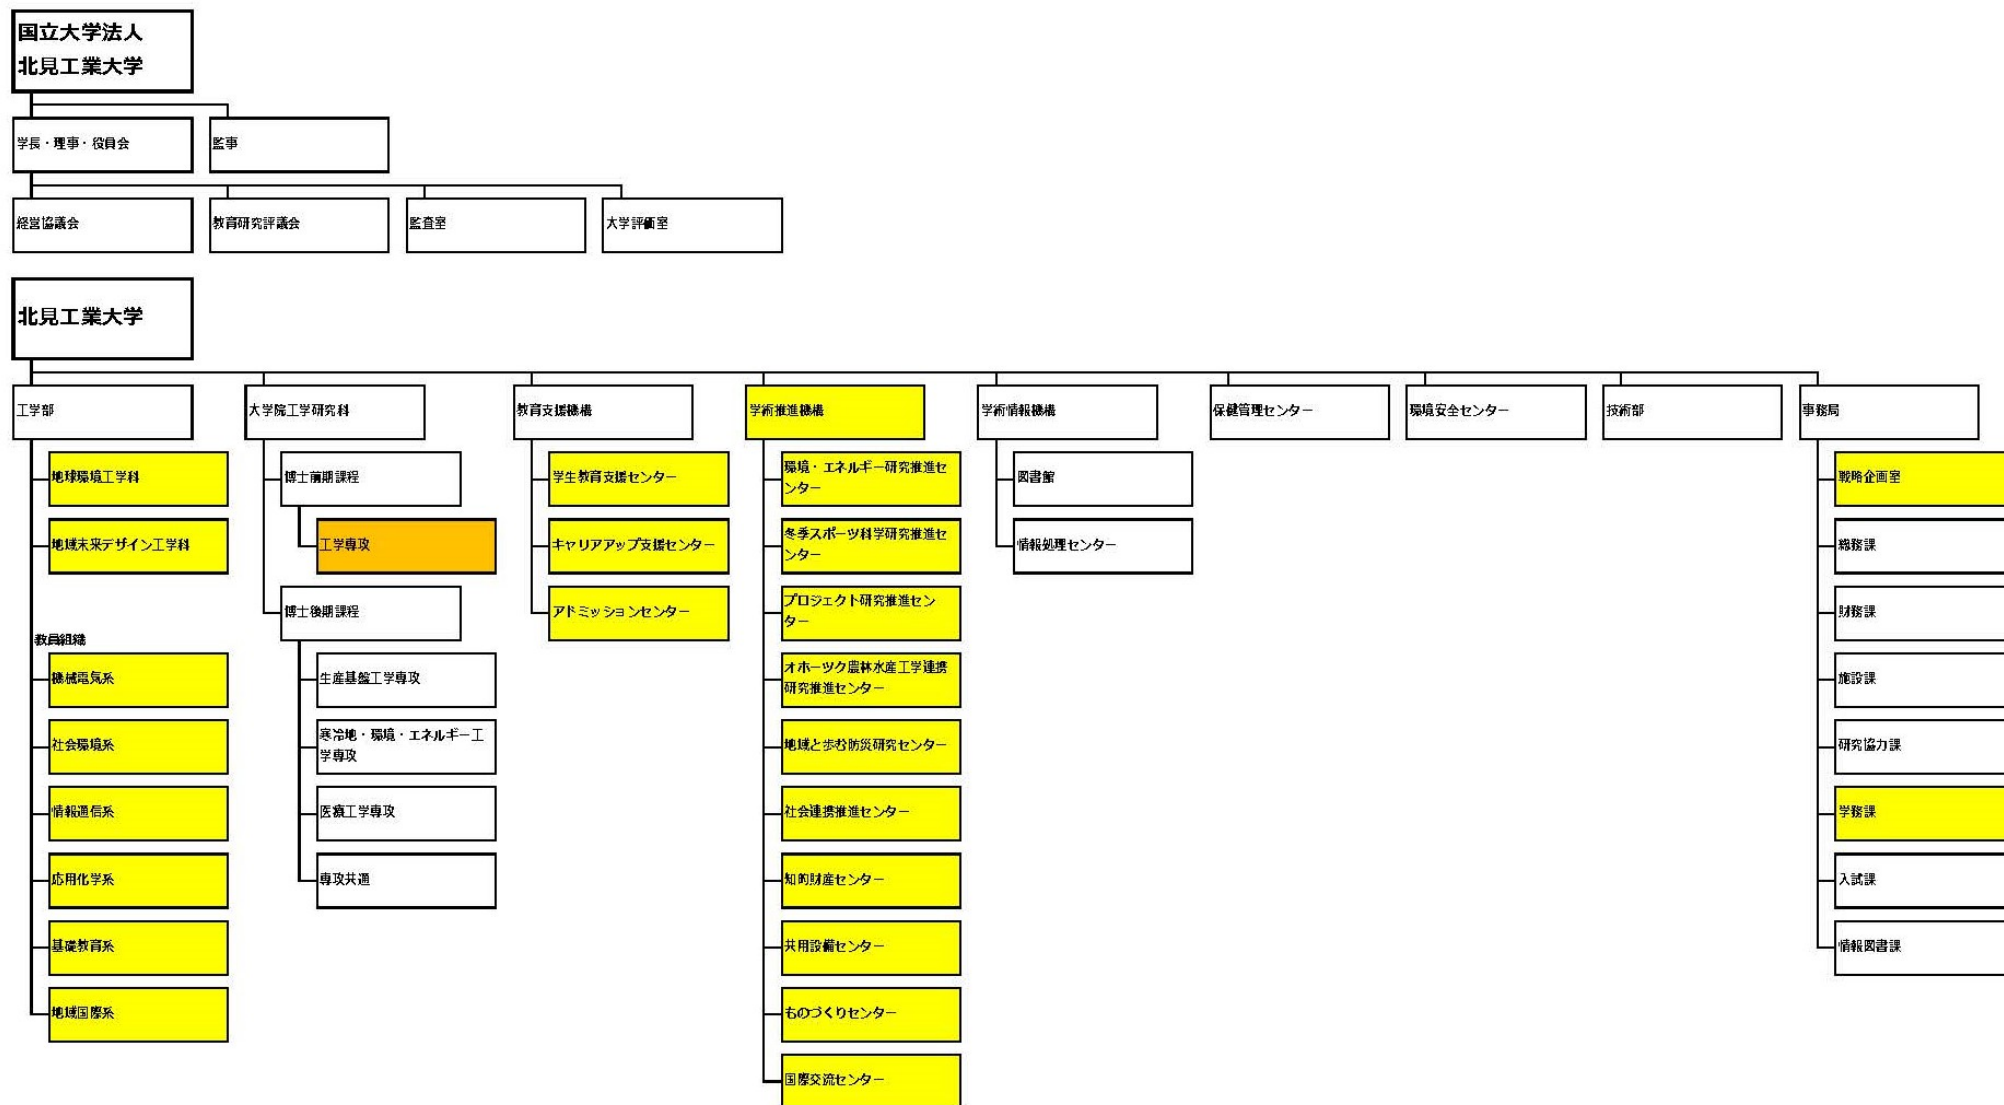 国立大学法人
北見工業大学
学長・理事・役員会
監事
経営協議会
教育研究評議会
監査室
大学評価室
北見工業大学
工学部
大学院工学研究科
教育支援機構
学術推進機構
学術情報機構
保健管理センター
環境安全センター
技術部
事務局
地球環境工学科
地域未来デザイン工学科
教員組織
機械電気系
社会環境系
情報通信系
応用化学系
基礎教育系
地域国際系
博士前期課程
工学専攻
博士後期課程
生産基盤工学専攻
寒冷地・環境・エネルギー工
学専攻
医療工学専攻
専攻共通
学生教育支援センター
キャリアアップ支援センター
アドミッションセンター
環境・エネルギー研究推進セ
ンター
冬季スポーツ科学研究推進セ
ンター
プロジェクト研究推進セン
ター
オホーツク農林水産工学連携
研究推進センター
地域と歩む防災研究センター
社会連携推進センター
知的財産センター
共用設備センター
ものづくりセンター
国際交流センター
図書館
情報処理センター
戦略企画室
総務課
財務課
施設課
研究協力課
学務課
入試課
情報図書課